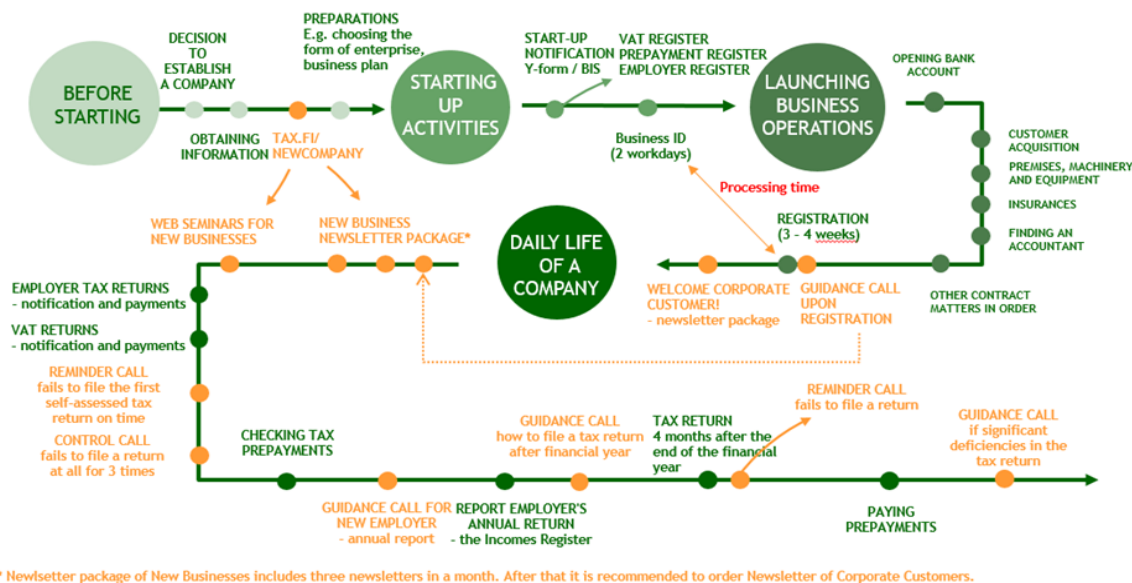 BEFORE
STARTING
DECISION
TO
ESTABLISH
A COMPANY
OBTAINING
INFORMATION
TAX.FI/
NEWCOMPANY
PREPARATIONS
E.g. choosing the
form of enterprise,
business plan
STARTING
UP
ACTIVITIES
START-UP
NOTIFICATION
Y-form / BIS
VAT REGISTER
PREPAYMENT REGISTER
EMPLOYER REGISTER
Business ID
(2 workdays)
LAUNCHING
BUSINESS
OPERATIONS
OPENING BANK
ACCOUNT
CUSTOMER
ACQUISITION
PREMISES, MACHINERY
AND EQUIPMENT
INSURANCES
FINDING AN
ACCOUNTANT
OTHER CONTRACT
MATTERS IN ORDER
Processing time
REGISTRATION
(3 - 4 weeks)
GUIDANCE CALL
UPON
REGISTRATION
WELCOME CORPORATE
CUSTOMER!
- newsletter package
DAILY LIFE
OF A
COMPANY
WEB SEMINARS FOR
NEW BUSINESSES
NEW BUSINESS
NEWSLETTER PACKAGE*
EMPLOYER TAX RETURNS
- notification and payments
VAT RETURNS
- notification and payments
REMINDER CALL
fails to file the first
self-assessed tax
return on time
CONTROL CALL
fails to file a return
at all for 3 times
CHECKING TAX
PREPAYMENTS
GUIDANCE CALL FOR
NEW EMPLOYER
- annual report
REPORT EMPLOYER'S
ANNUAL RETURN
- the Incomes Register
GUIDANCE CALL
how to file a tax return
after financial year
TAX RETURN
4 months after the
end of the financial
year
REMINDER CALL
fails to file a return
PAYING
PREPAYMENTS
GUIDANCE CALL
if significant
deficiencies in the
tax return
* Newlsetter package of New Businesses includes three newsletters in a month. After that it is recommended to order Newsletter of Corporate Customers.